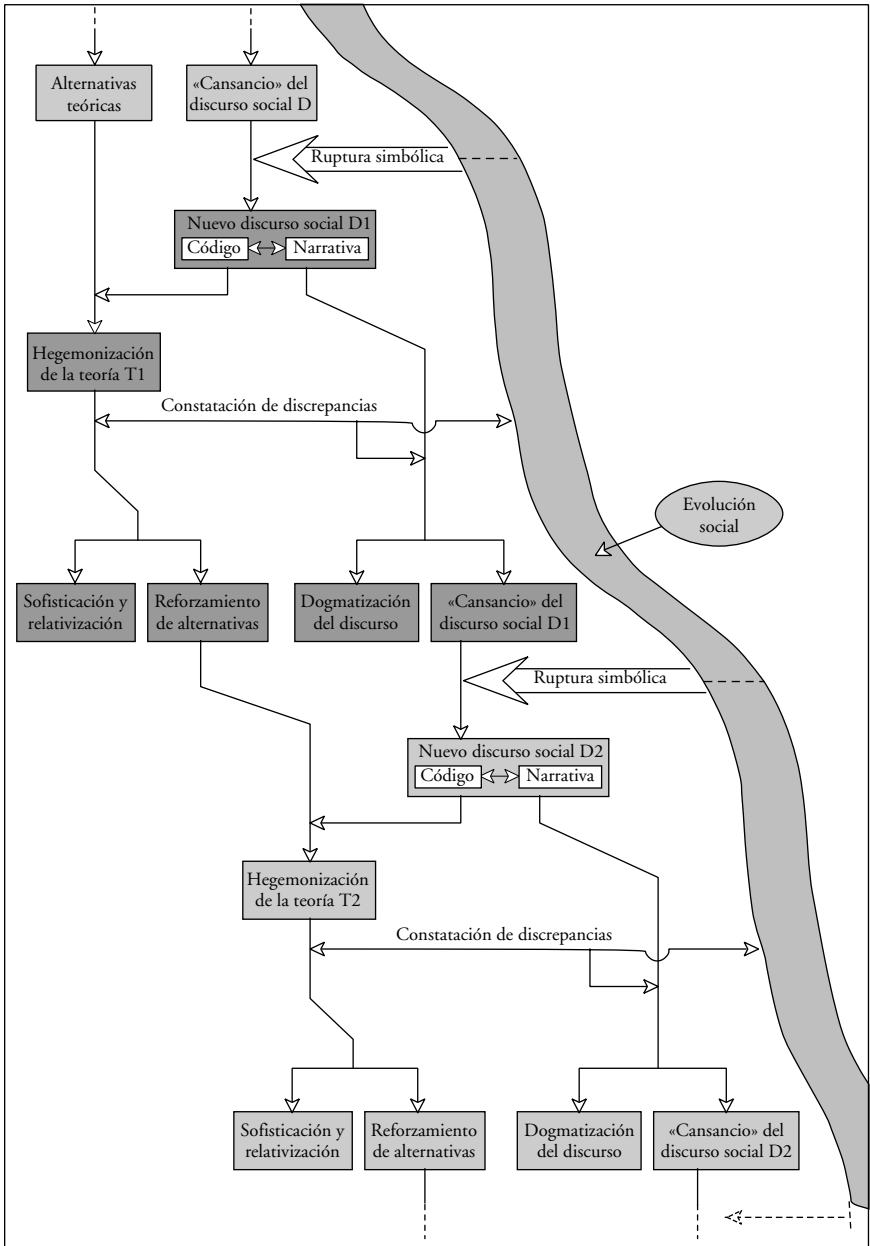 Alternativas
teóricas
«Cansancio» del
discurso social D
Ruptura simbólica
Nuevo discurso social D1
Código
Narrativa
Hegemonización
de la teoría T1
Constatación de discrepancias
Evolución
social
Sofisticación y
relativización
Reforzamiento
de alternativas
Dogmatización
del discurso
«Cansancio» del
discurso social D1
Ruptura simbólica
Nuevo discurso social D2
Código
Narrativa
Hegemonización
de la teoría T2
Constatación de discrepancias
Sofisticación y
relativización
Reforzamiento
de alternativas
Dogmatización
del discurso
«Cansancio» del
discurso social D2